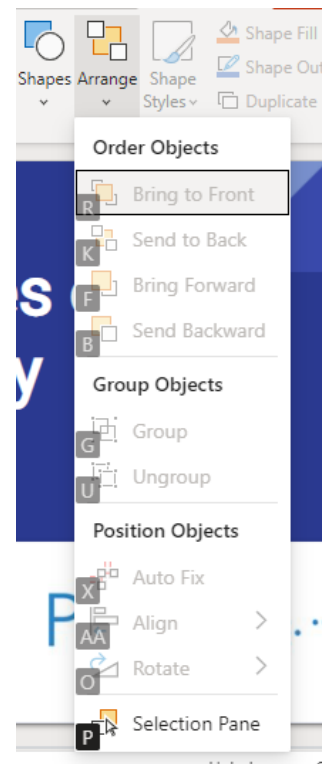 Shape Fill
Shapes Arrange Shape Shape Out
Styles Duplicate
Order Objects
R Bring to Front
K Send to Back
F Bring Forward
B Send Backward
s
y
Group Objects
G Group
U Ungroup
Position Objects
X Auto Fix
P
AA Align
O Rotate
P Selection Pane